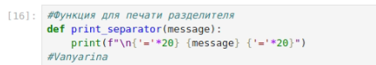 [16]: #Функция для печати разделителя
def print_separator(message):
    print(f"\n{'='*20} {message} {'='*20}")
#Vanyarina